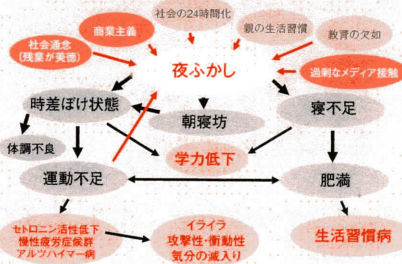 社会の24時間化
商業主義
親の生活習慣
社会通念
(残業が美徳)
教育の欠如
夜ふかし
過剰なメディア接触
時差ぼけ状態
朝寝坊
寝不足
体調不良
学力低下
運動不足
肥満
セトロニン活性低下
慢性疲労症候群
アルツハイマー病
イライラ
攻撃性・衝動性
気分の減入り
生活習慣病